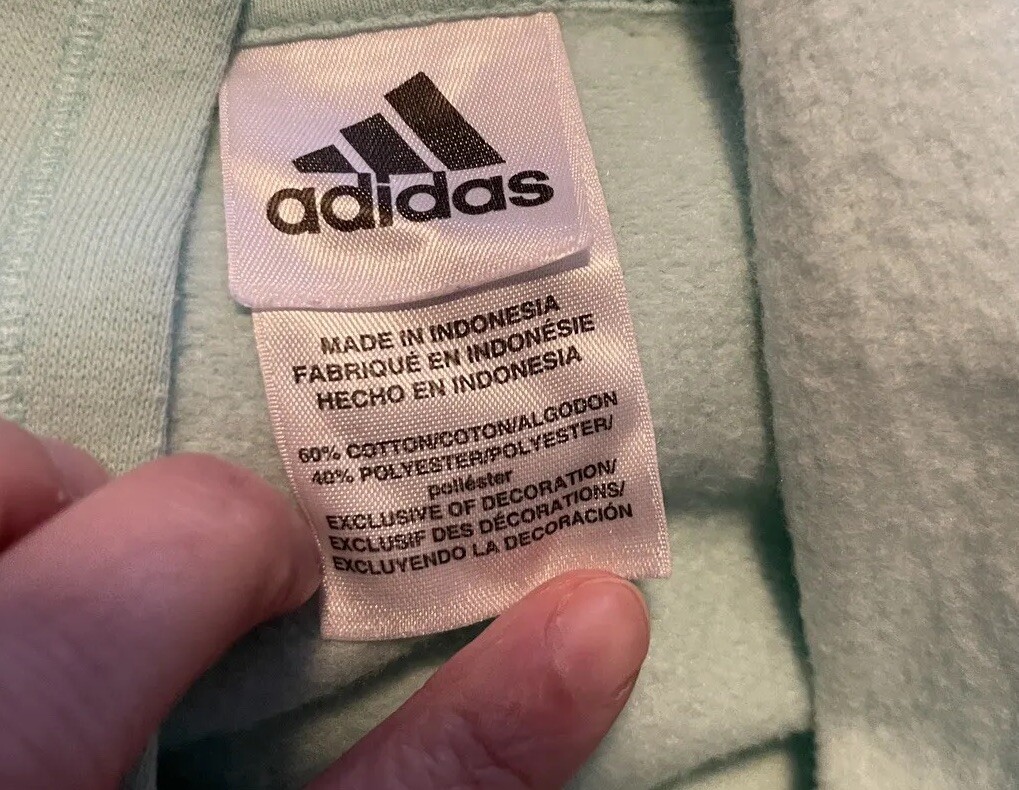 adidas
MADE IN INDONESIA
FABRIQUÉ EN INDONÉSIE
HECHO EN INDONESIA
60% COTTON/COTON/ALGODON
40% POLYESTER/POLYESTER/
poliéster
EXCLUSIVE OF DECORATION/
EXCLUSIF DES DÉCORATIONS/
EXCLUYENDO LA DECORACIÓN